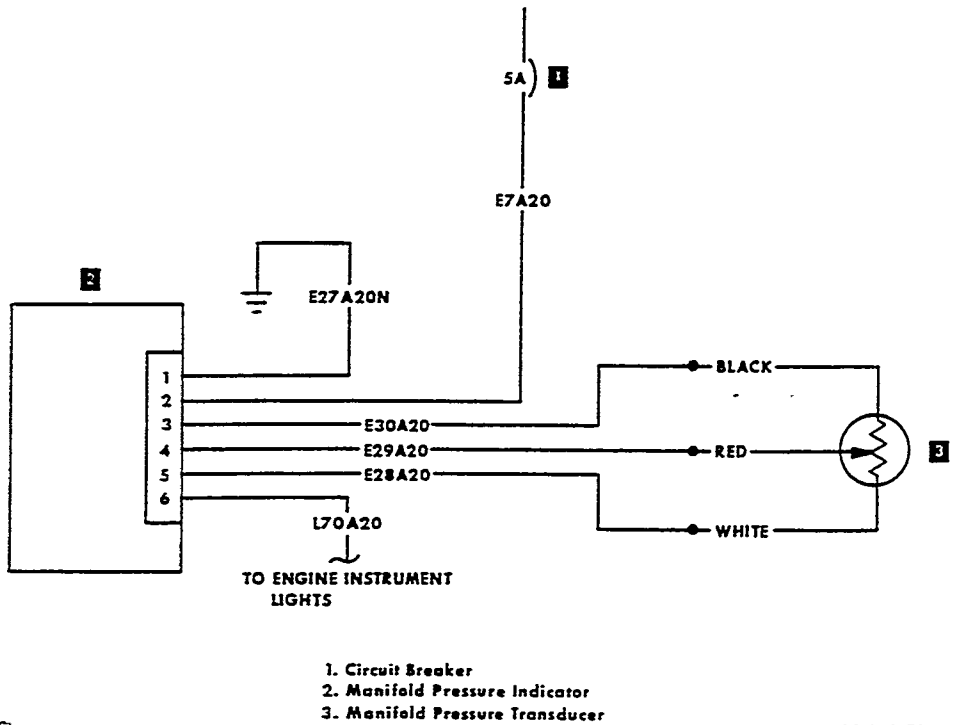 5A
1
E7A20
2
E27A20N
1
2
3
4
5
6
E30A20
E29A20
E28A20
L70A20
TO ENGINE INSTRUMENT
LIGHTS
BLACK
RED
WHITE
3
1. Circuit Breaker
2. Manifold Pressure Indicator
3. Manifold Pressure Transducer